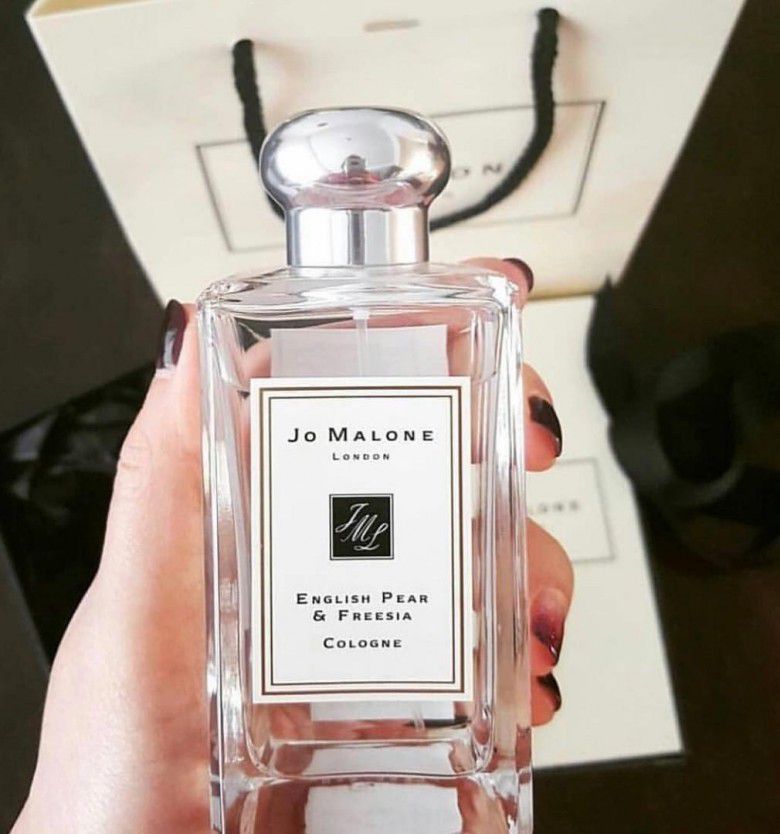 Jo Malone
London
JML
English Pear
& Freesia
Cologne